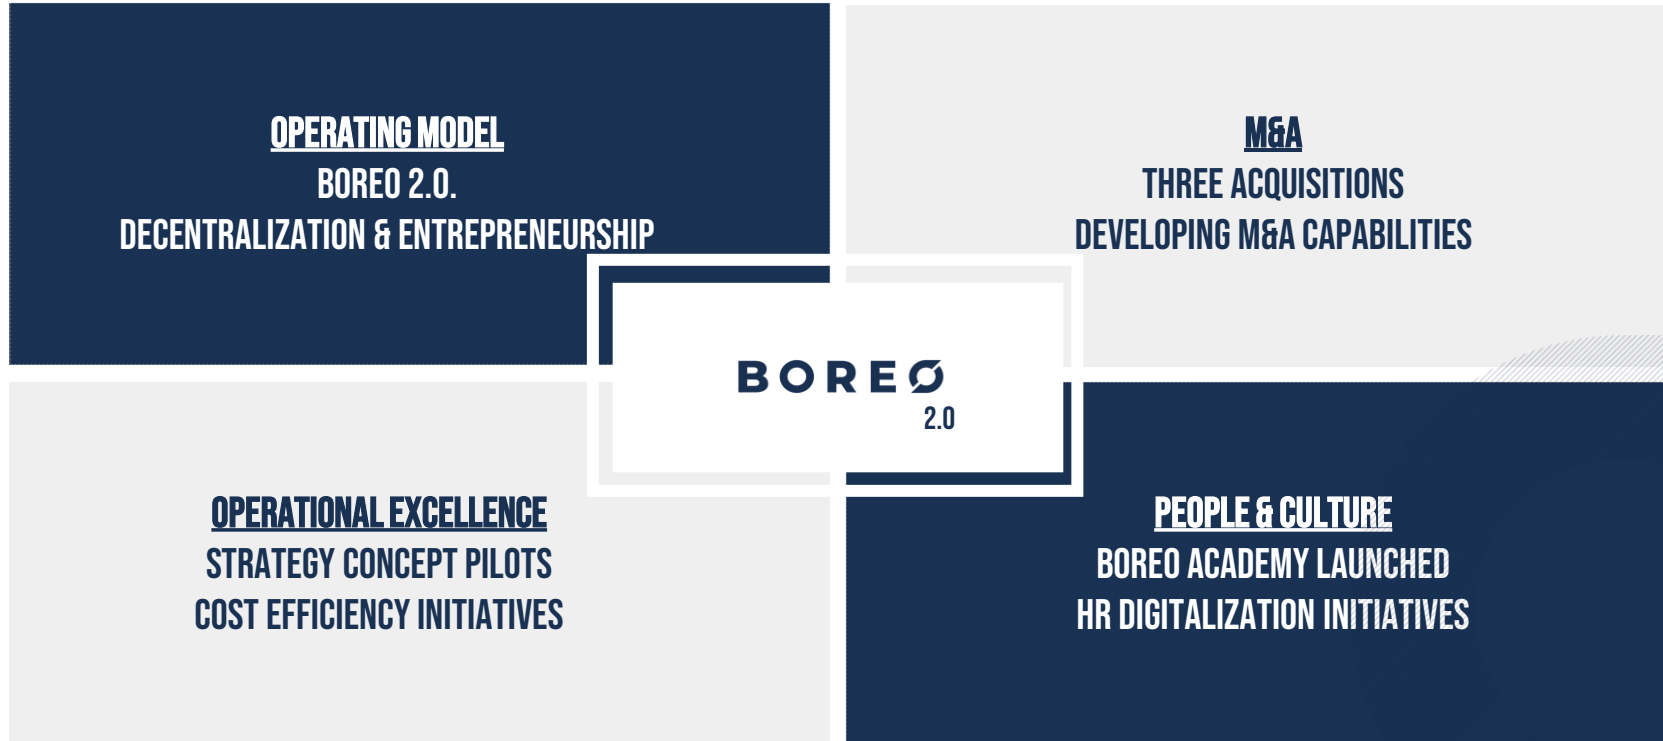 OPERATING MODEL
BOREO 2.0.
DECENTRALIZATION & ENTREPRENEURSHIP
M&A
THREE ACQUISITIONS
DEVELOPING M&A CAPABILITIES
BOREO
2.0
OPERATIONAL EXCELLENCE
STRATEGY CONCEPT PILOTS
COST EFFICIENCY INITIATIVES
PEOPLE & CULTURE
BOREO ACADEMY LAUNCHED
HR DIGITALIZATION INITIATIVES